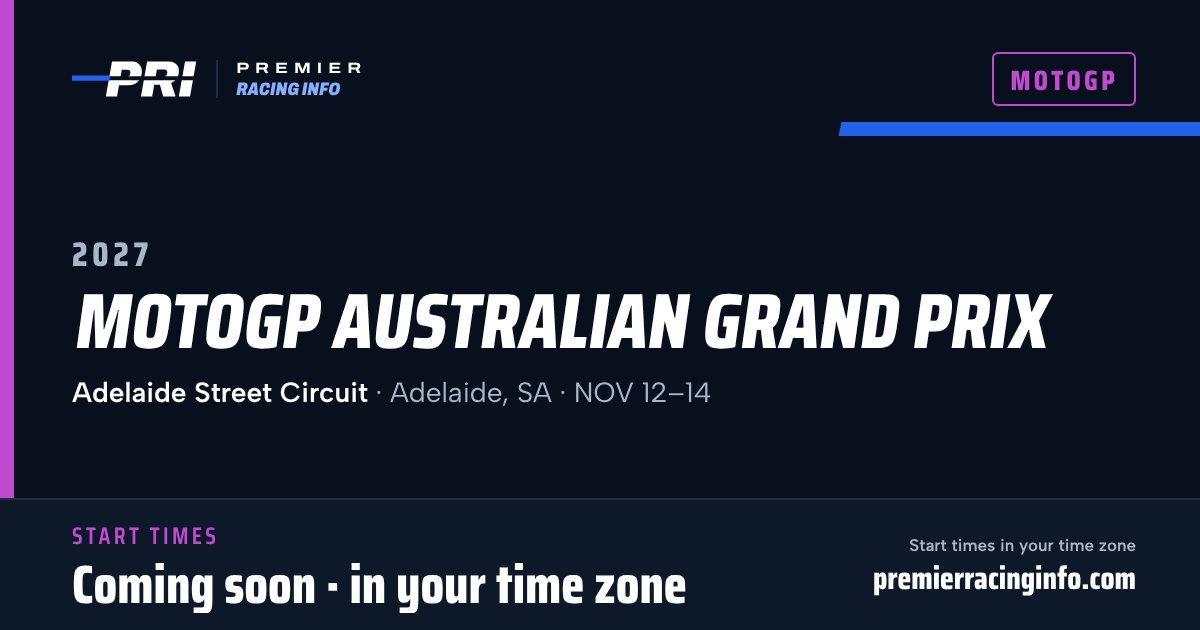 PRI
PREMIER
RACING INFO
MOTOGP
2027
MOTOGP AUSTRALIAN GRAND PRIX
Adelaide Street Circuit · Adelaide, SA · NOV 12–14
START TIMES
Coming soon · in your time zone
Start times in your time zone
premierracinginfo.com